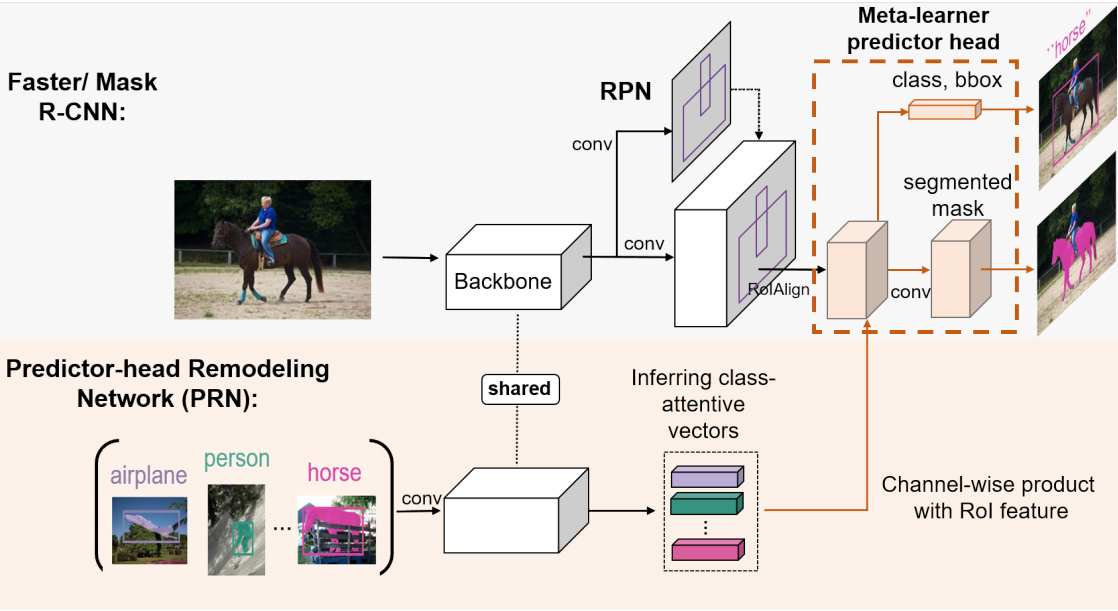 Faster/ Mask
R-CNN:
RPN
conv
conv
Backbone
RoIAlign
Meta-learner
predictor head
class, bbox
segmented
mask
conv
"horse"
Predictor-head Remodeling
Network (PRN):
shared
airplane
person
...
horse
conv
Inferring class-
attentive
vectors
Channel-wise product
with RoI feature